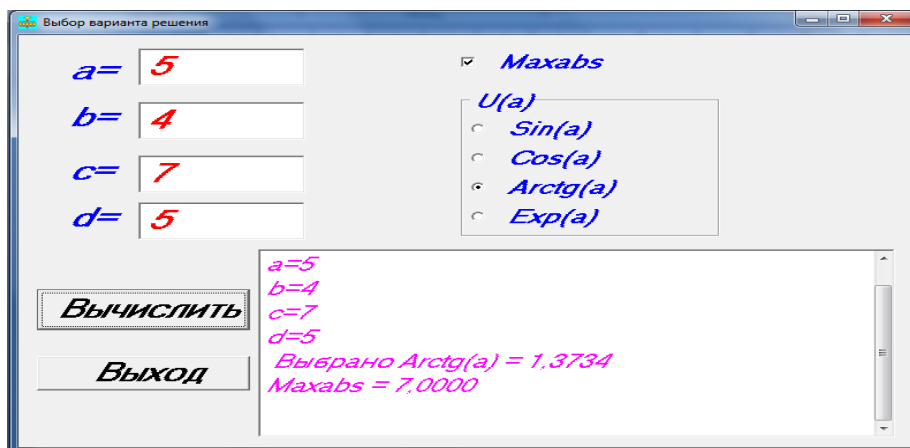 Выбор варианта решения
a= 5
b= 4
c= 7
d= 5
Maxabs
U(a)
Sin(a)
Cos(a)
Arctg(a)
Exp(a)
Вычислить
Выход
a=5
b=4
c=7
d=5
Выбрано Arctg(a) = 1,3734
Maxabs = 7,0000